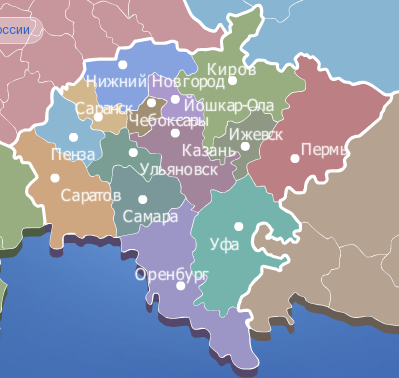 оссии
Киров
Нижний Новгород
Йошкар-Ола
Саранск
Чебоксары
Ижевск
Казань
Пермь
Пенза
Ульяновск
Саратов
Самара
Уфа
Оренбург